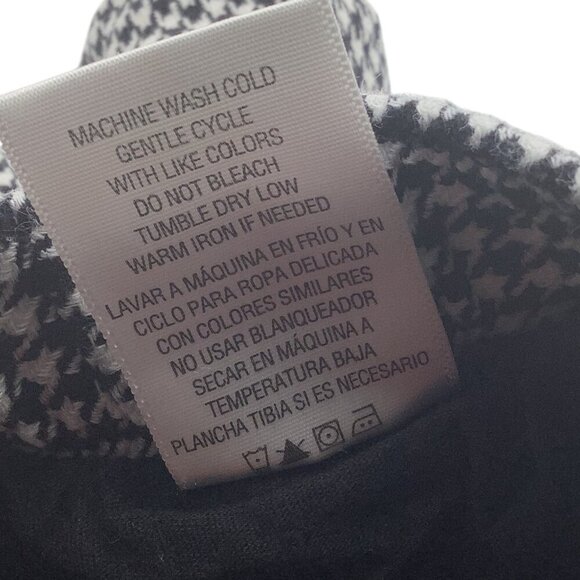 MACHINE WASH COLD
GENTLE CYCLE
WITH LIKE COLORS
DO NOT BLEACH
TUMBLE DRY LOW
WARM IRON IF NEEDED
LAVAR A MÁQUINA EN FRÍO Y EN
CICLO PARA ROPA DELICADA
CON COLORES SIMILARES
NO USAR BLANQUEADOR
SECAR EN MÁQUINA A
TEMPERATURA BAJA
PLANCHA TIBIA SI ES NECESARIO